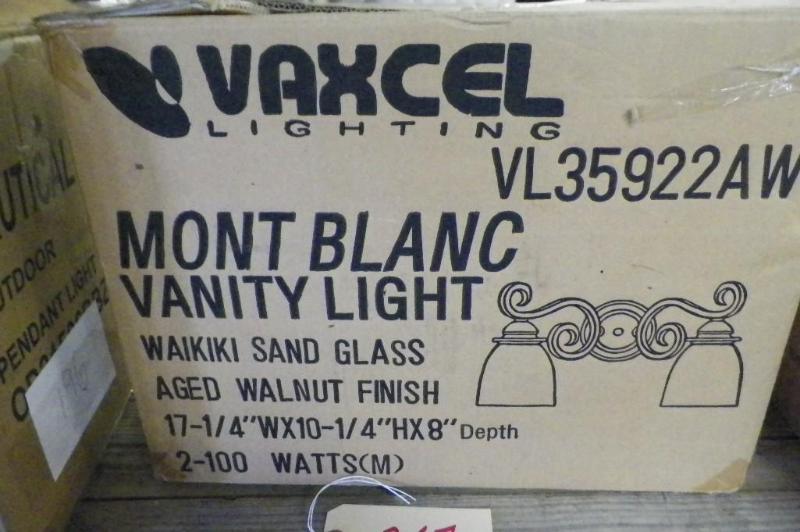 VAXCEL
LIGHTING
VL35922AW
MONT BLANC
VANITY LIGHT
WAIKIKI SAND GLASS
AGED WALNUT FINISH
17-1/4"WX10-1/4"HX8" Depth
2-100 WATTS(M)
PENDANT LIGHT